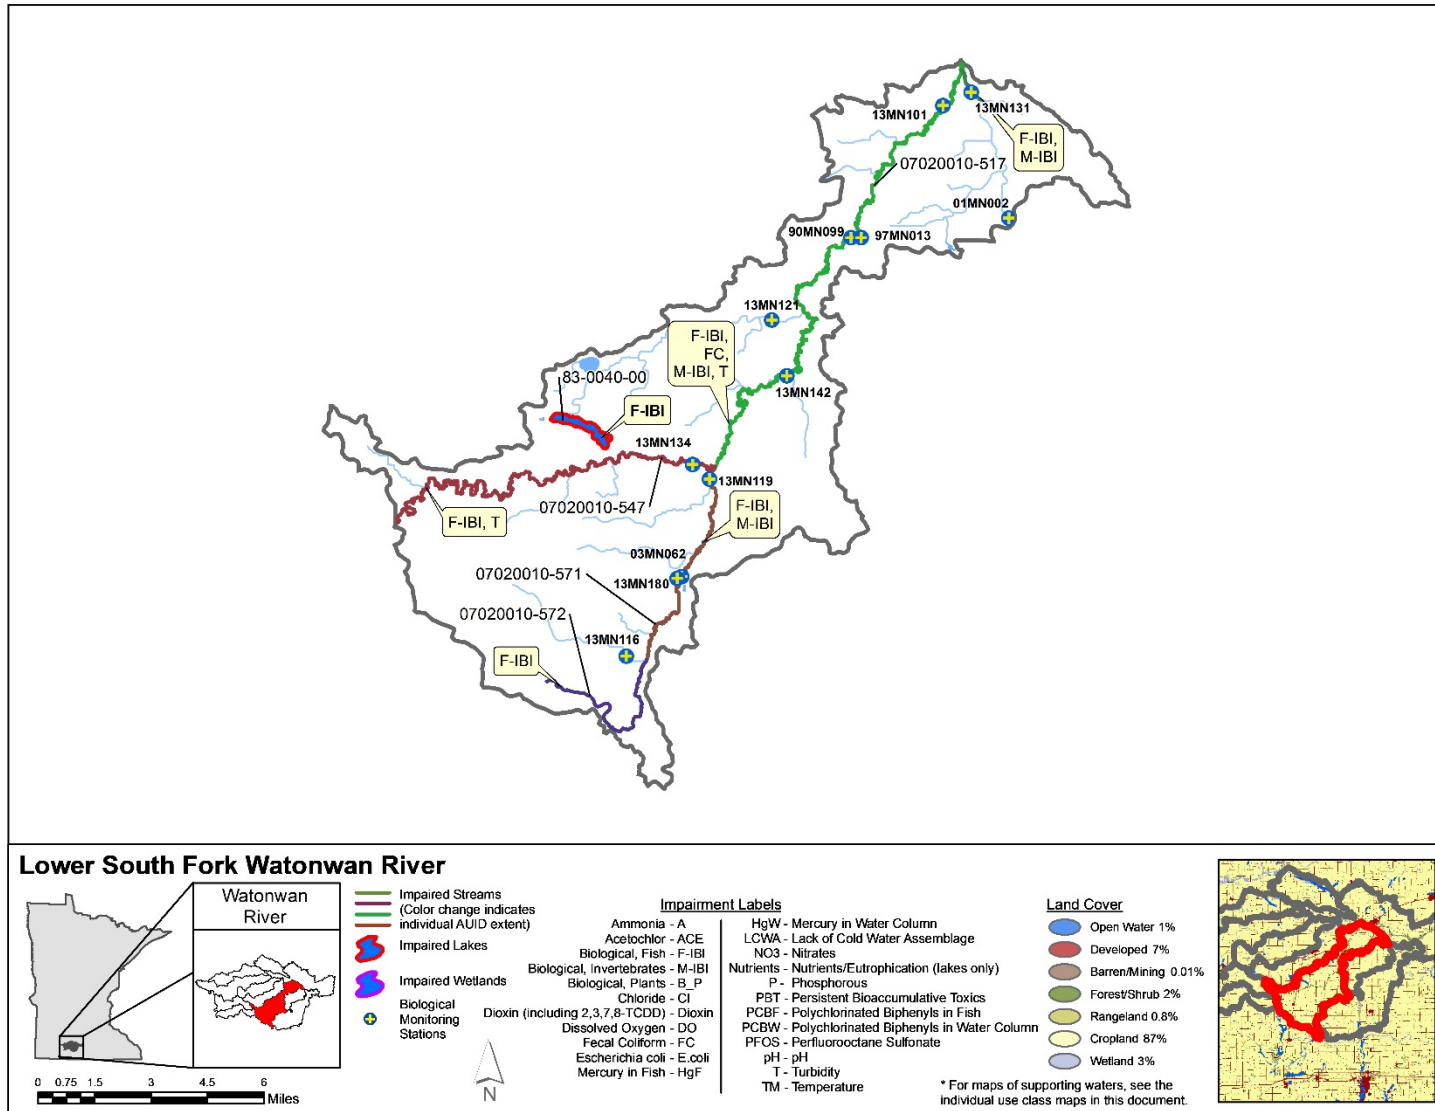 13MN101
13MN131
F-IBI,
M-IBI
07020010-517
01MN002
90MN099
97MN013
13MN121
F-IBI,
FC,
M-IBI, T
83-0040-00
13MN142
F-IBI
13MN134
13MN119
07020010-547
F-IBI, T
F-IBI,
M-IBI
03MN062
07020010-571
13MN180
07020010-572
13MN116
F-IBI
Lower South Fork Watonwan River
Watonwan
River
0 0.75 1.5 3 4.5 6
Miles
Impaired Streams
(Color change indicates
individual AUID extent)
Impaired Lakes
Impaired Wetlands
Biological
Monitoring
Stations
N
Impairment Labels
Ammonia - A
Acetochlor - ACE
Biological, Fish - F-IBI
Biological, Invertebrates - M-IBI
Biological, Plants - B_P
Chloride - Cl
Dioxin (including 2,3,7,8-TCDD) - Dioxin
Dissolved Oxygen - DO
Fecal Coliform - FC
Escherichia coli - E.coli
Mercury in Fish - HgF
HgW - Mercury in Water Column
LCWA - Lack of Cold Water Assemblage
NO3 - Nitrates
Nutrients - Nutrients/Eutrophication (lakes only)
P - Phosphorous
PBT - Persistent Bioaccumulative Toxics
PCBF - Polychlorinated Biphenyls in Fish
PCBW - Polychlorinated Biphenyls in Water Column
PFOS - Perfluorooctane Sulfonate
pH - pH
T - Turbidity
TM - Temperature
Land Cover
Open Water 1%
Developed 7%
Barren/Mining 0.01%
Forest/Shrub 2%
Rangeland 0.8%
Cropland 87%
Wetland 3%
* For maps of supporting waters, see the
individual use class maps in this document.